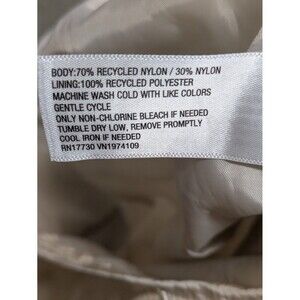 BODY:70% RECYCLED NYLON / 30% NYLON
LINING:100% RECYCLED POLYESTER
MACHINE WASH COLD WITH LIKE COLORS
GENTLE CYCLE
ONLY NON-CHLORINE BLEACH IF NEEDED
TUMBLE DRY LOW, REMOVE PROMPTLY
COOL IRON IF NEEDED
RN17730 VN1974109